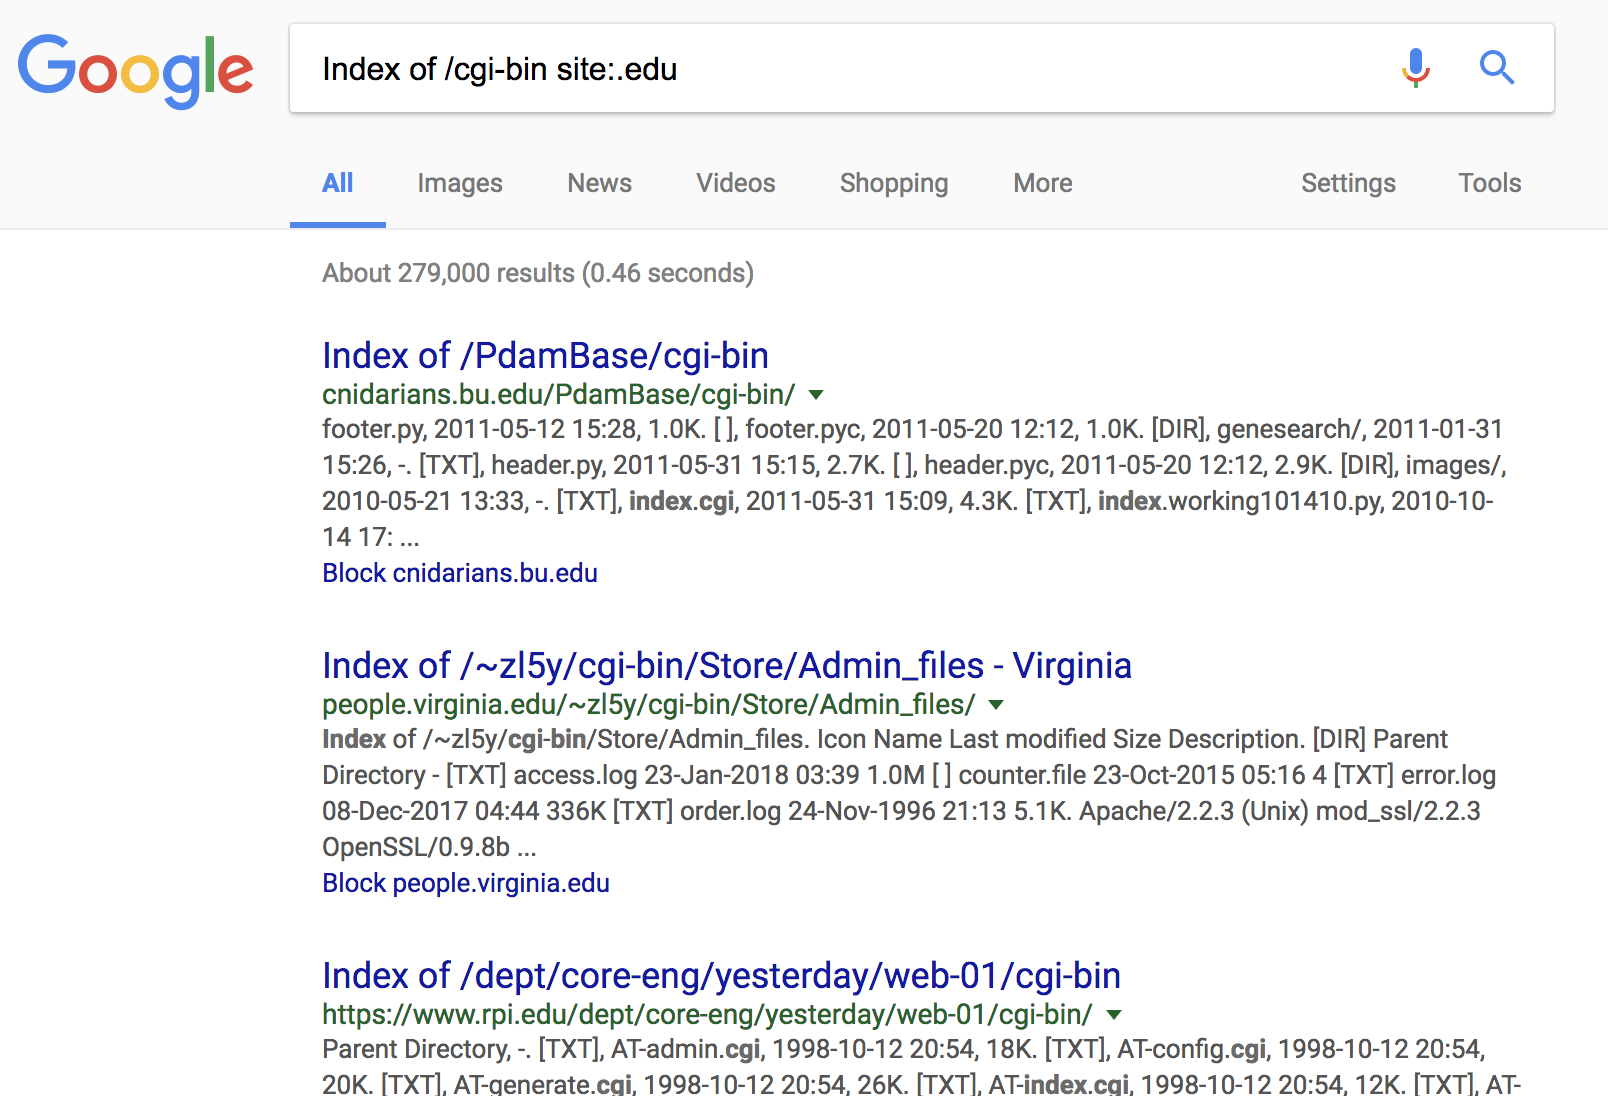 Google
Index of /cgi-bin site:.edu
All Images News Videos Shopping More Settings Tools
About 279,000 results (0.46 seconds)
Index of /PdamBase/cgi-bin
cnidarians.bu.edu/PdamBase/cgi-bin/
footer.py, 2011-05-12 15:28, 1.0K. [ ], footer.pyc, 2011-05-20 12:12, 1.0K. [DIR], genesearch/, 2011-01-31
15:26, -. [TXT], header.py, 2011-05-31 15:15, 2.7K. [ ], header.pyc, 2011-05-20 12:12, 2.9K. [DIR], images/,
2010-05-21 13:33, -. [TXT], index.cgi, 2011-05-31 15:09, 4.3K. [TXT], index.working101410.py, 2010-10-
14 17: ...
Block cnidarians.bu.edu
Index of /~zl5y/cgi-bin/Store/Admin_files - Virginia
people.virginia.edu/~zl5y/cgi-bin/Store/Admin_files/
Index of /~zl5y/cgi-bin/Store/Admin_files. Icon Name Last modified Size Description. [DIR] Parent
Directory - [TXT] access.log 23-Jan-2018 03:39 1.0M [ ] counter.file 23-Oct-2015 05:16 4 [TXT] error.log
08-Dec-2017 04:44 336K [TXT] order.log 24-Nov-1996 21:13 5.1K. Apache/2.2.3 (Unix) mod_ssl/2.2.3
OpenSSL/0.9.8b ...
Block people.virginia.edu
Index of /dept/core-eng/yesterday/web-01/cgi-bin
https://www.rpi.edu/dept/core-eng/yesterday/web-01/cgi-bin/
Parent Directory, -. [TXT], AT-admin.cgi, 1998-10-12 20:54, 18K. [TXT], AT-config.cgi, 1998-10-12 20:54,
20K. [TXT], AT-generate.cgi, 1998-10-12 20:54, 26K. [TXT], AT-index.cgi, 1998-10-12 20:54, 12K. [TXT], AT-